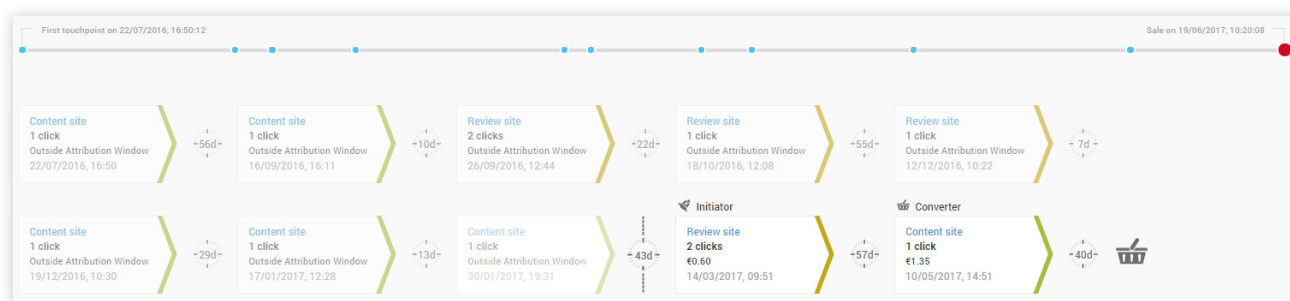 First touchpoint on 22/07/2016, 16:50:12
Sale on 19/06/2017, 10:20:08
Content site
1 click
Outside Attribution Window
22/07/2016, 16:50
56d
Content site
1 click
Outside Attribution Window
16/09/2016, 16:11
10d
Review site
2 clicks
Outside Attribution Window
26/09/2016, 12:44
22d
Review site
1 click
Outside Attribution Window
18/10/2016, 12:08
55d
Review site
1 click
Outside Attribution Window
12/12/2016, 10:22
7d
Content site
1 click
Outside Attribution Window
19/12/2016, 10:30
29d
Content site
1 click
Outside Attribution Window
17/01/2017, 12:28
13d
Content site
1 click
Outside Attribution Window
30/01/2017, 19:31
43d
Initiator
Review site
2 clicks
€0.60
14/03/2017, 09:51
57d
Converter
Content site
1 click
€1.35
10/05/2017, 14:51
40d